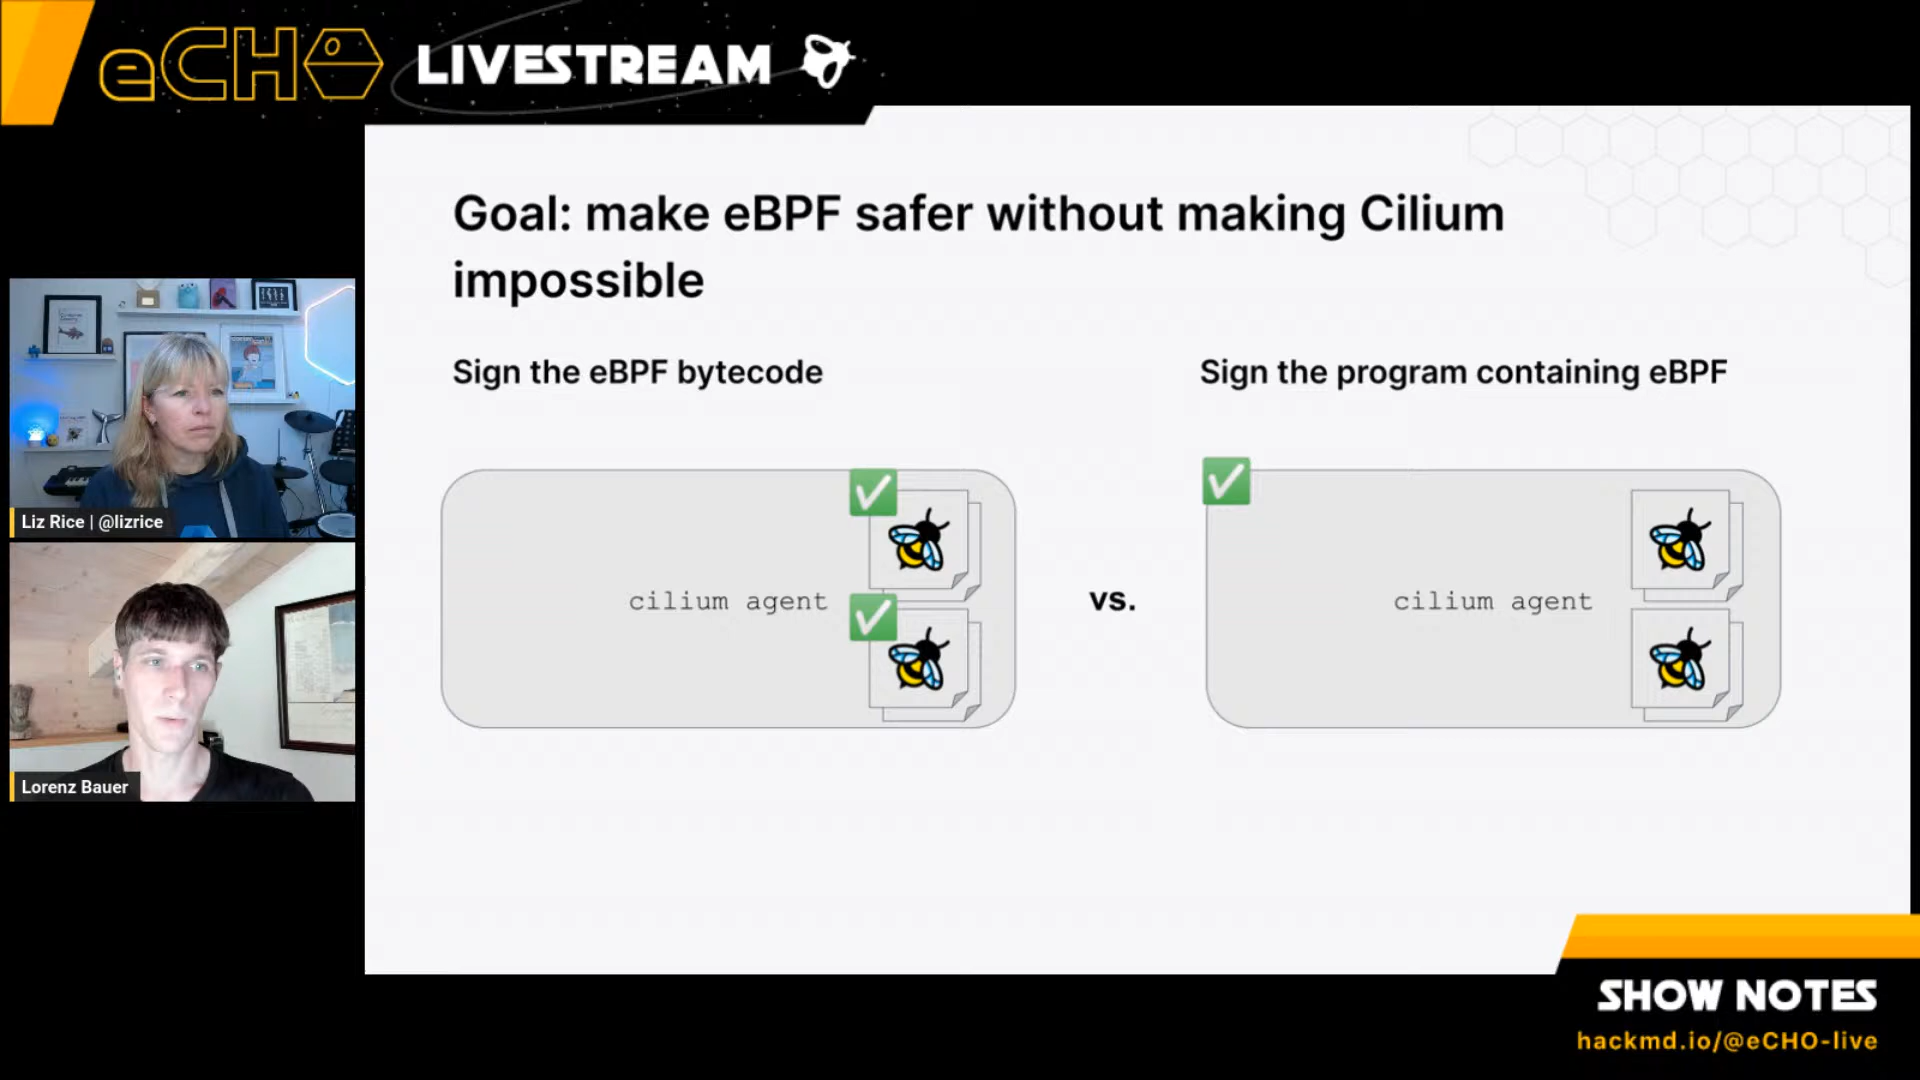 eCHO LIVESTREAM
Goal: make eBPF safer without making Cilium
impossible
Sign the eBPF bytecode
Sign the program containing eBPF
cilium agent
vs.
cilium agent
Liz Rice | @lizrice
Lorenz Bauer
SHOW NOTES
hackmd.io/@eCHO-live